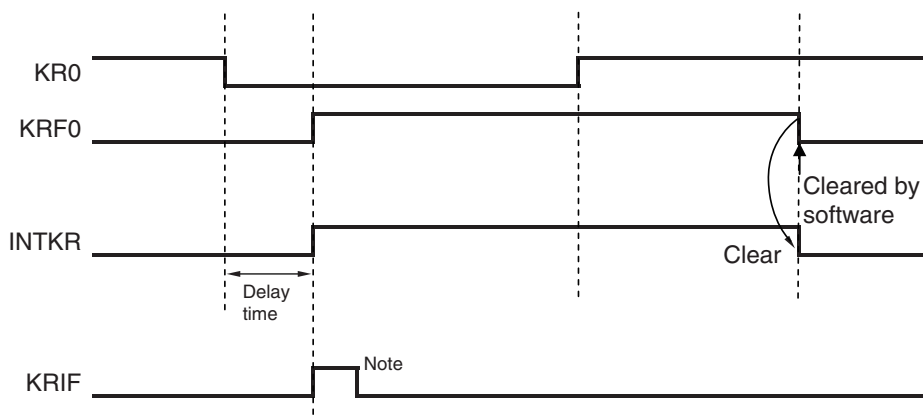 KR0
KRF0
Cleared by
software
INTKR
Clear
Delay
time
Note
KRIF